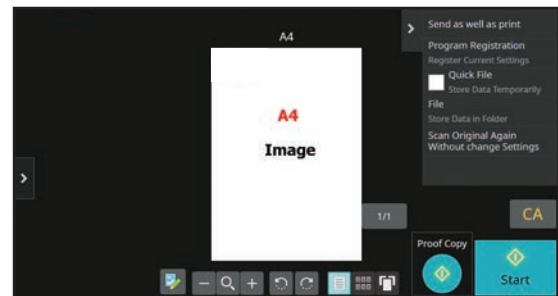 A4
A4
Image
1/1
Send as well as print
Program Registration
Register Current Settings
Quick File
Store Data Temporarily
File
Store Data in Folder
Scan Original Again
Without change Settings
CA
Proof Copy
Start